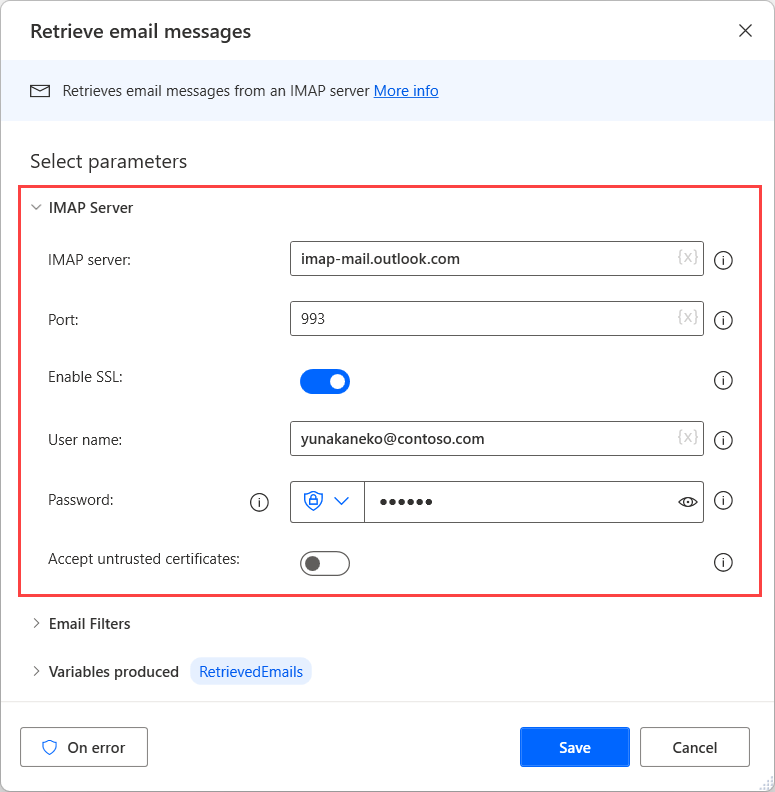 Retrieve email messages
Retrieves email messages from an IMAP server More info
Select parameters
IMAP Server
IMAP server: imap-mail.outlook.com {x}
Port: 993 {x}
Enable SSL:
User name: yunakaneko@contoso.com {x}
Password: ••••••
Accept untrusted certificates:
Email Filters
Variables produced RetrievedEmails
On error Save Cancel